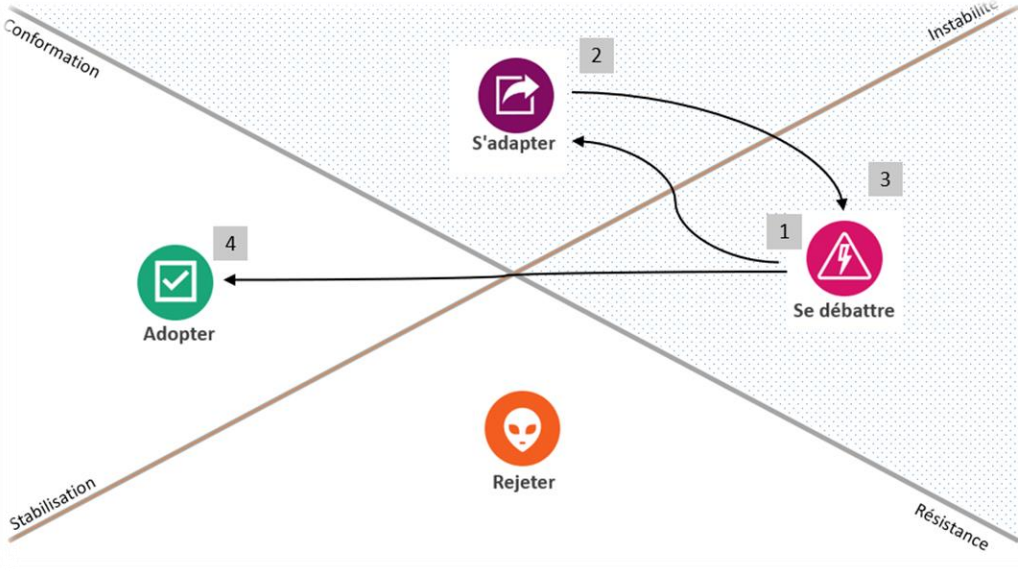 Conformation
Instabilité
2
S'adapter
3
1
4
Se débattre
Adopter
Rejeter
Stabilisation
Résistance